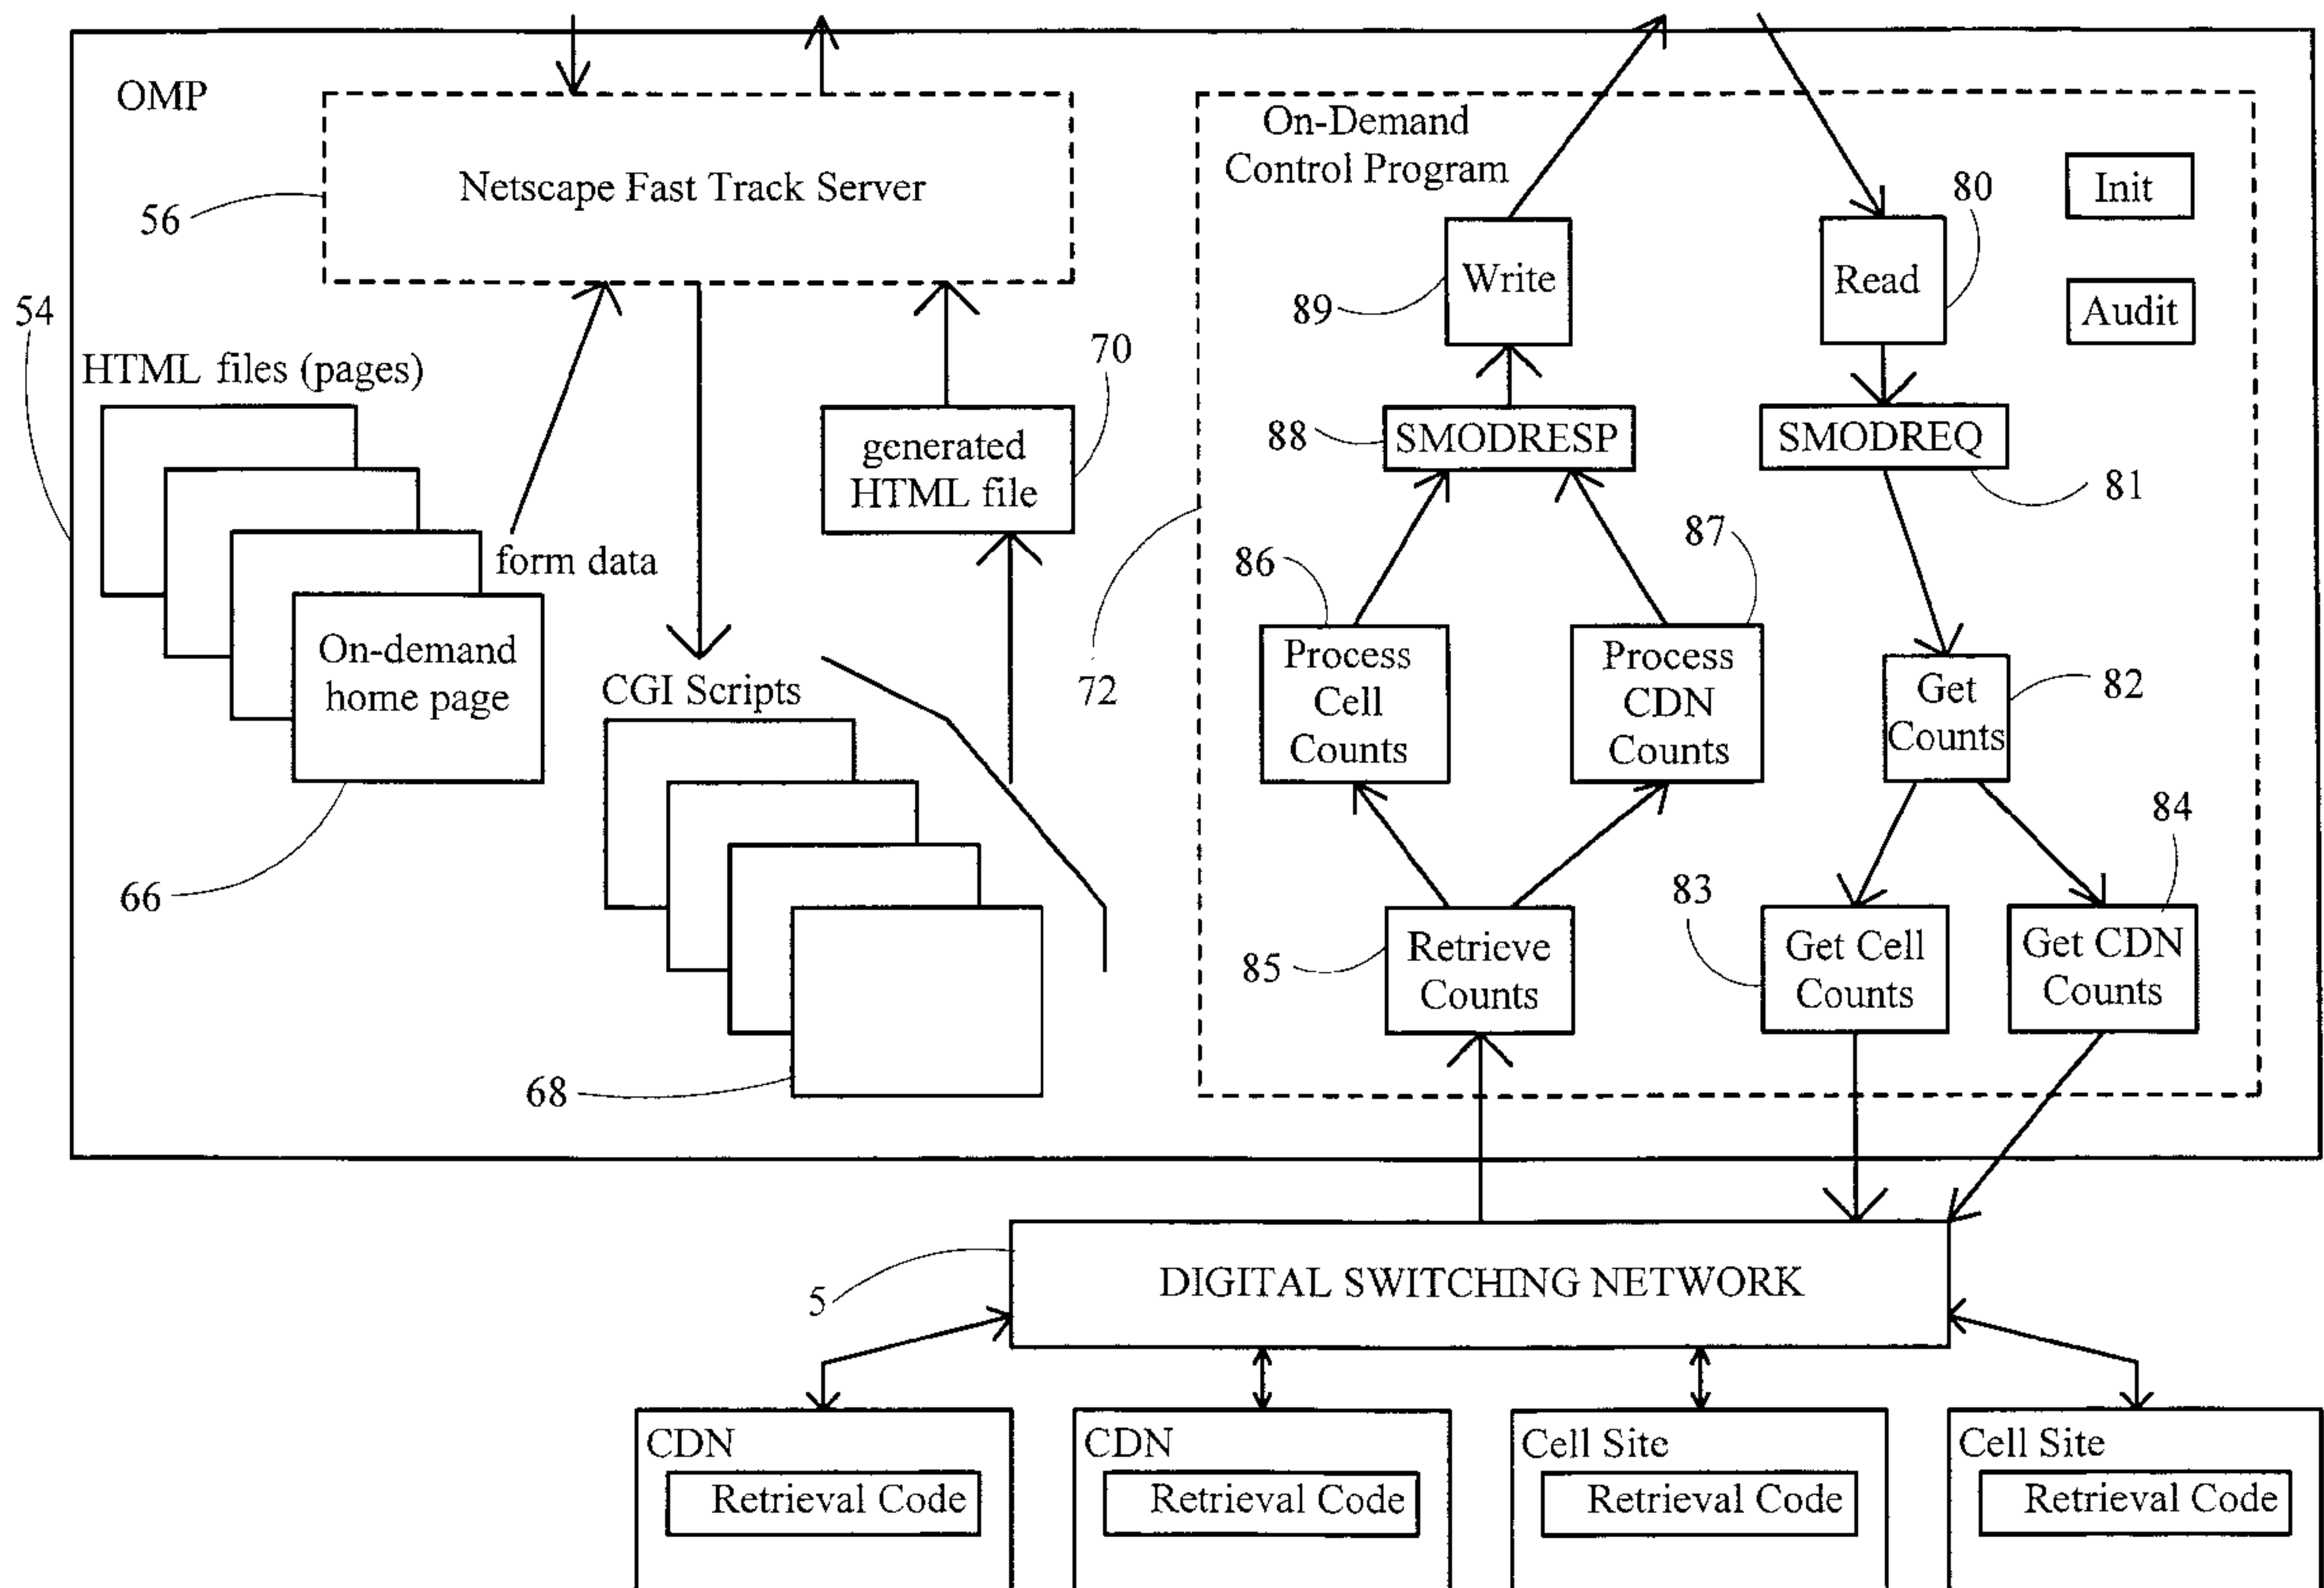 OMP
Netscape Fast Track Server
56
54
HTML files (pages)
form data
On-demand
home page
66
CGI Scripts
68
generated
HTML file
70
72
On-Demand
Control Program
Write
89
Read
80
Init
Audit
SMODRESP
88
SMODREQ
81
86
87
Process
Cell
Counts
Process
CDN
Counts
Get
Counts
82
84
83
85
Retrieve
Counts
Get Cell
Counts
Get CDN
Counts
5
DIGITAL SWITCHING NETWORK
CDN
Retrieval Code
CDN
Retrieval Code
Cell Site
Retrieval Code
Cell Site
Retrieval Code